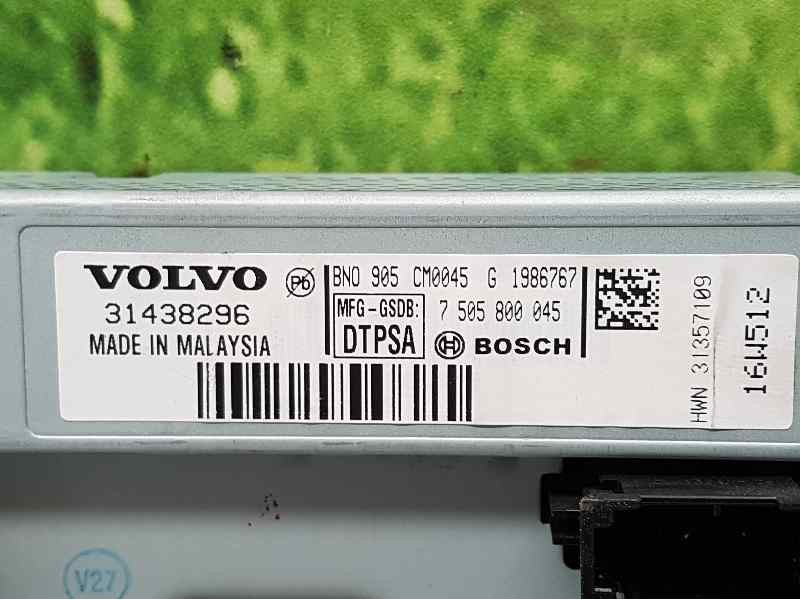 VOLVO
31438296
MADE IN MALAYSIA
Pb
BNO 905 CM0045 G 1986767
MFG-GSDB:
DTPSA
7 505 800 045
BOSCH
HWN 31357109
16W512
V27